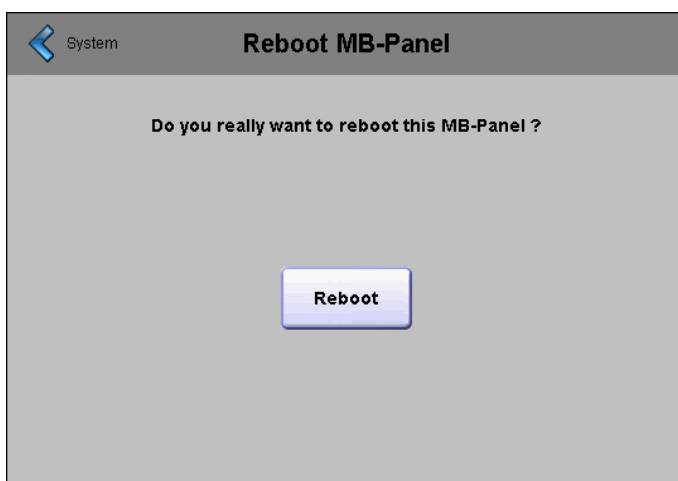 System
Reboot MB-Panel
Do you really want to reboot this MB-Panel ?
Reboot